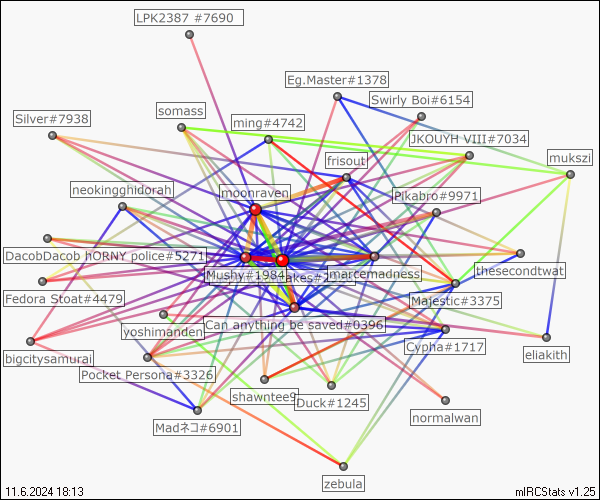 LPK2387 #7690
Eg.Master#1378
Swirly Boi#6154
Silver#7938
somass
ming#4742
JKOUYH VIII#7034
frisout
mukszi
neokingghidorah
moonraven
Pikabro#9971
DacobDacob hORNY police#5271
Mushy#1984
marcemadness
thesecondtwat
Fedora Stoat#4479
Majestic#3375
yoshimanden
Can anything be saved#0396
Cypha#1717
eliakith
bigcitysamurai
Pocket Persona#3326
shawntee9
Duck#1245
normalwan
Madネコ#6901
zebula
11.6.2024 18:13
mIRCStats v1.25